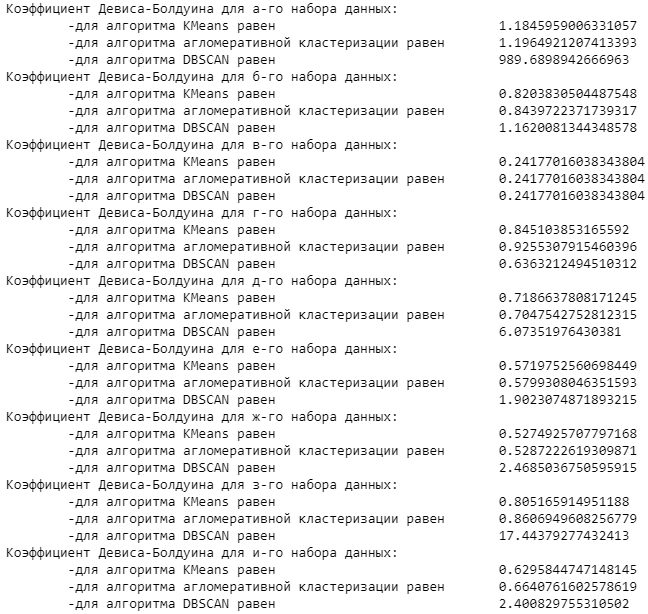 Коэффициент Девиса-Болдуина для а-го набора данных:
-для алгоритма KMeans равен 1.1845959006331057
-для алгоритма агломеративной кластеризации равен 1.1964921207413393
-для алгоритма DBSCAN равен 989.6898942666963
Коэффициент Девиса-Болдуина для б-го набора данных:
-для алгоритма KMeans равен 0.8203830504487548
-для алгоритма агломеративной кластеризации равен 0.8439722371739317
-для алгоритма DBSCAN равен 1.1620081344348578
Коэффициент Девиса-Болдуина для в-го набора данных:
-для алгоритма KMeans равен 0.24177016038343804
-для алгоритма агломеративной кластеризации равен 0.24177016038343804
-для алгоритма DBSCAN равен 0.24177016038343804
Коэффициент Девиса-Болдуина для г-го набора данных:
-для алгоритма KMeans равен 0.845103853165592
-для алгоритма агломеративной кластеризации равен 0.9255307915460396
-для алгоритма DBSCAN равен 0.6363212494510312
Коэффициент Девиса-Болдуина для д-го набора данных:
-для алгоритма KMeans равен 0.7186637808171245
-для алгоритма агломеративной кластеризации равен 0.7047542752812315
-для алгоритма DBSCAN равен 6.07351976430381
Коэффициент Девиса-Болдуина для е-го набора данных:
-для алгоритма KMeans равен 0.5719752560698449
-для алгоритма агломеративной кластеризации равен 0.5799308046351593
-для алгоритма DBSCAN равен 1.9023074871893215
Коэффициент Девиса-Болдуина для ж-го набора данных:
-для алгоритма KMeans равен 0.5274925707797168
-для алгоритма агломеративной кластеризации равен 0.5287222619309871
-для алгоритма DBSCAN равен 2.4685036750595915
Коэффициент Девиса-Болдуина для з-го набора данных:
-для алгоритма KMeans равен 0.805165914951188
-для алгоритма агломеративной кластеризации равен 0.8606949608256779
-для алгоритма DBSCAN равен 17.44379277432413
Коэффициент Девиса-Болдуина для и-го набора данных:
-для алгоритма KMeans равен 0.6295844747148145
-для алгоритма агломеративной кластеризации равен 0.6640761602578619
-для алгоритма DBSCAN равен 2.400829755310502